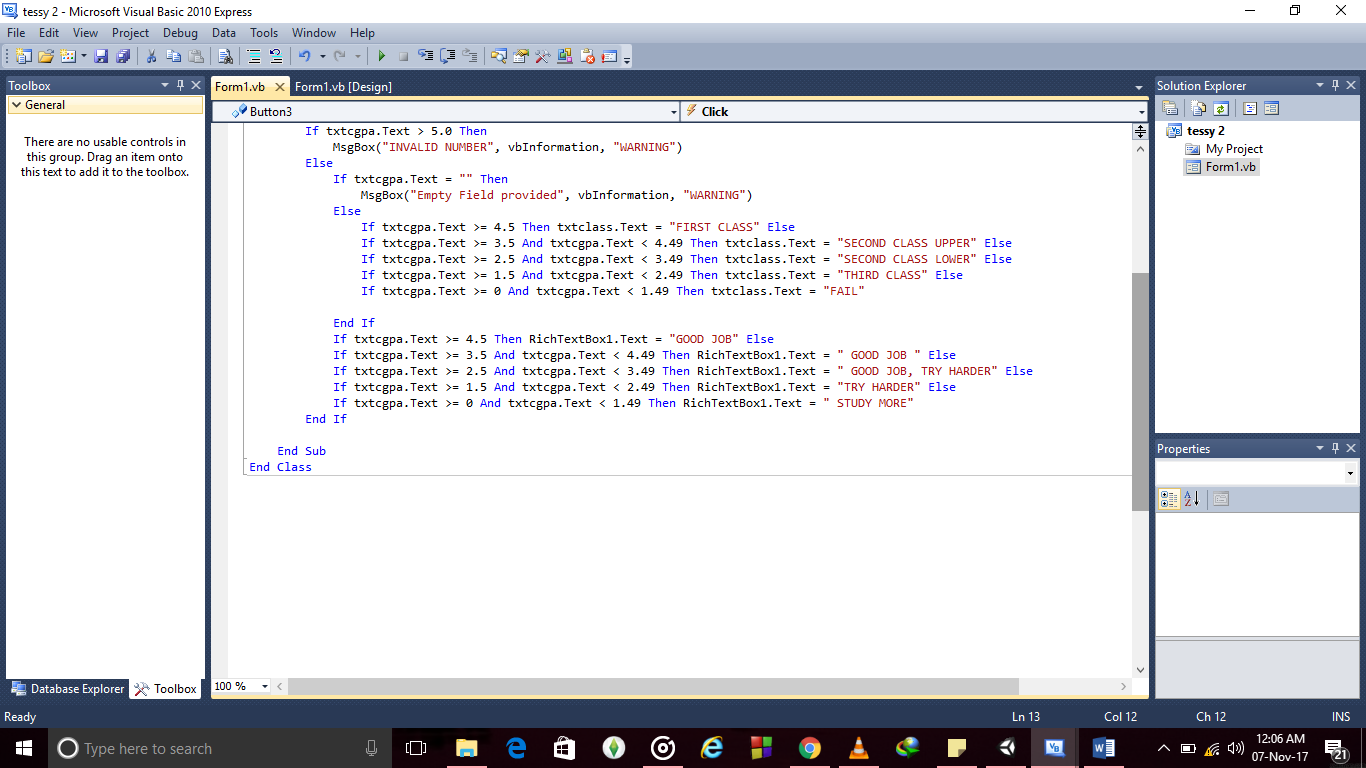 tessy 2 - Microsoft Visual Basic 2010 Express
File Edit View Project Debug Data Tools Window Help
Toolbox
General
There are no usable controls in
this group. Drag an item onto
this text to add it to the toolbox.
Database Explorer Toolbox
Form1.vb Form1.vb [Design]
Button3 Click
If txtcgpa.Text > 5.0 Then
MsgBox("INVALID NUMBER", vbInformation, "WARNING")
Else
If txtcgpa.Text = "" Then
MsgBox("Empty Field provided", vbInformation, "WARNING")
Else
If txtcgpa.Text >= 4.5 Then txtclass.Text = "FIRST CLASS" Else
If txtcgpa.Text >= 3.5 And txtcgpa.Text < 4.49 Then txtclass.Text = "SECOND CLASS UPPER" Else
If txtcgpa.Text >= 2.5 And txtcgpa.Text < 3.49 Then txtclass.Text = "SECOND CLASS LOWER" Else
If txtcgpa.Text >= 1.5 And txtcgpa.Text < 2.49 Then txtclass.Text = "THIRD CLASS" Else
If txtcgpa.Text >= 0 And txtcgpa.Text < 1.49 Then txtclass.Text = "FAIL"
End If
If txtcgpa.Text >= 4.5 Then RichTextBox1.Text = "GOOD JOB" Else
If txtcgpa.Text >= 3.5 And txtcgpa.Text < 4.49 Then RichTextBox1.Text = " GOOD JOB " Else
If txtcgpa.Text >= 2.5 And txtcgpa.Text < 3.49 Then RichTextBox1.Text = " GOOD JOB, TRY HARDER" Else
If txtcgpa.Text >= 1.5 And txtcgpa.Text < 2.49 Then RichTextBox1.Text = "TRY HARDER" Else
If txtcgpa.Text >= 0 And txtcgpa.Text < 1.49 Then RichTextBox1.Text = " STUDY MORE"
End If
End Sub
End Class
100 %
Solution Explorer
tessy 2
My Project
Form1.vb
Properties
Ready Ln 13 Col 12 Ch 12 INS
Type here to search
12:06 AM
07-Nov-17
21